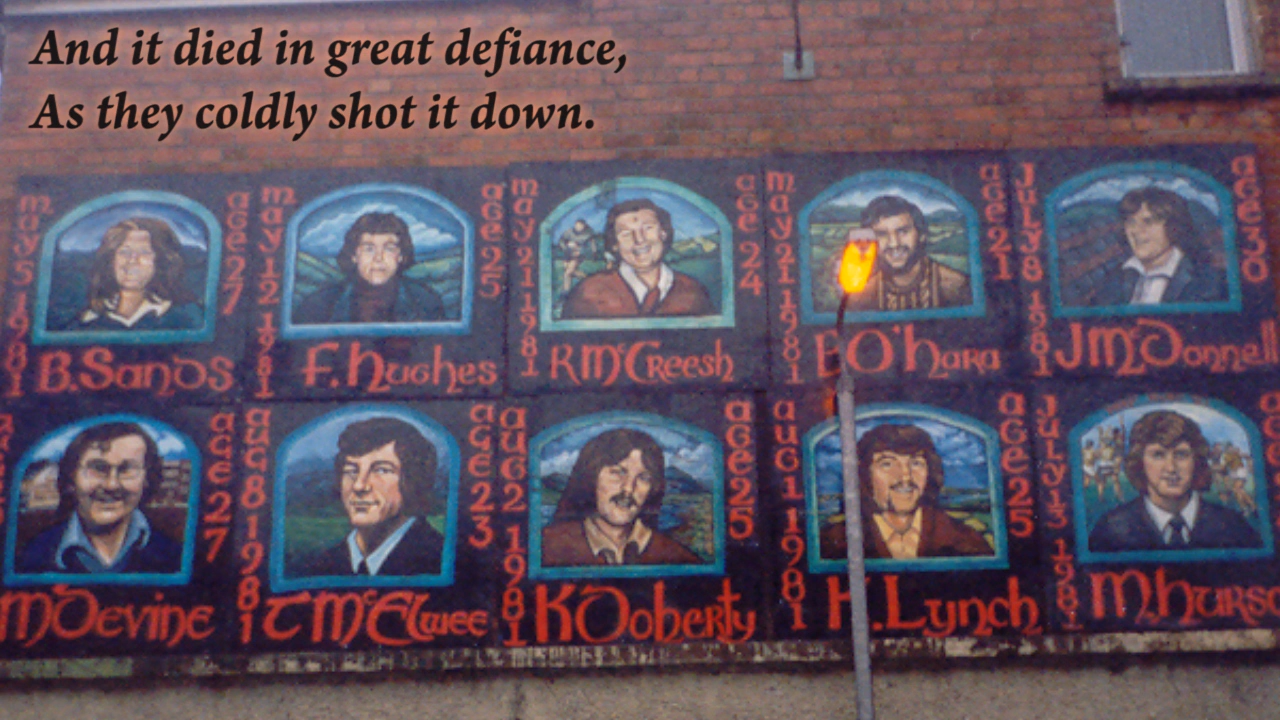 And it died in great defiance,
As they coldly shot it down.
may 5 1981
age 27
B.Sands
may 12 1981
age 25
F.Hughes
may 21 1981
age 24
R McCreesh
may 21 1981
age 21
O'hara
July 8 1981
age 30
J McDonnell
age 27
M Devine
aug 8 1981
age 23
T McElwee
aug 2 1981
age 25
K Doherty
aug 1 1981
age 25
K.Lynch
July 13 1981
M.Hurso